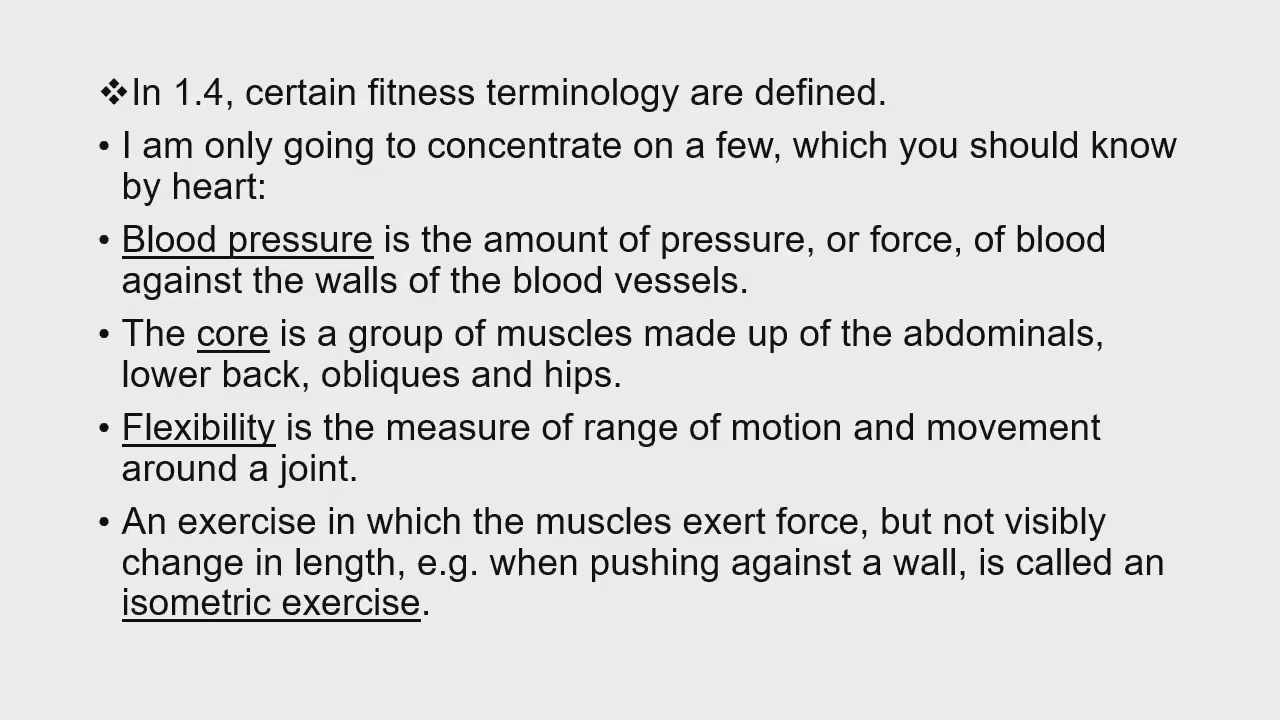 ❖In 1.4, certain fitness terminology are defined.
• I am only going to concentrate on a few, which you should know
by heart:
• Blood pressure is the amount of pressure, or force, of blood
against the walls of the blood vessels.
• The core is a group of muscles made up of the abdominals,
lower back, obliques and hips.
• Flexibility is the measure of range of motion and movement
around a joint.
• An exercise in which the muscles exert force, but not visibly
change in length, e.g. when pushing against a wall, is called an
isometric exercise.